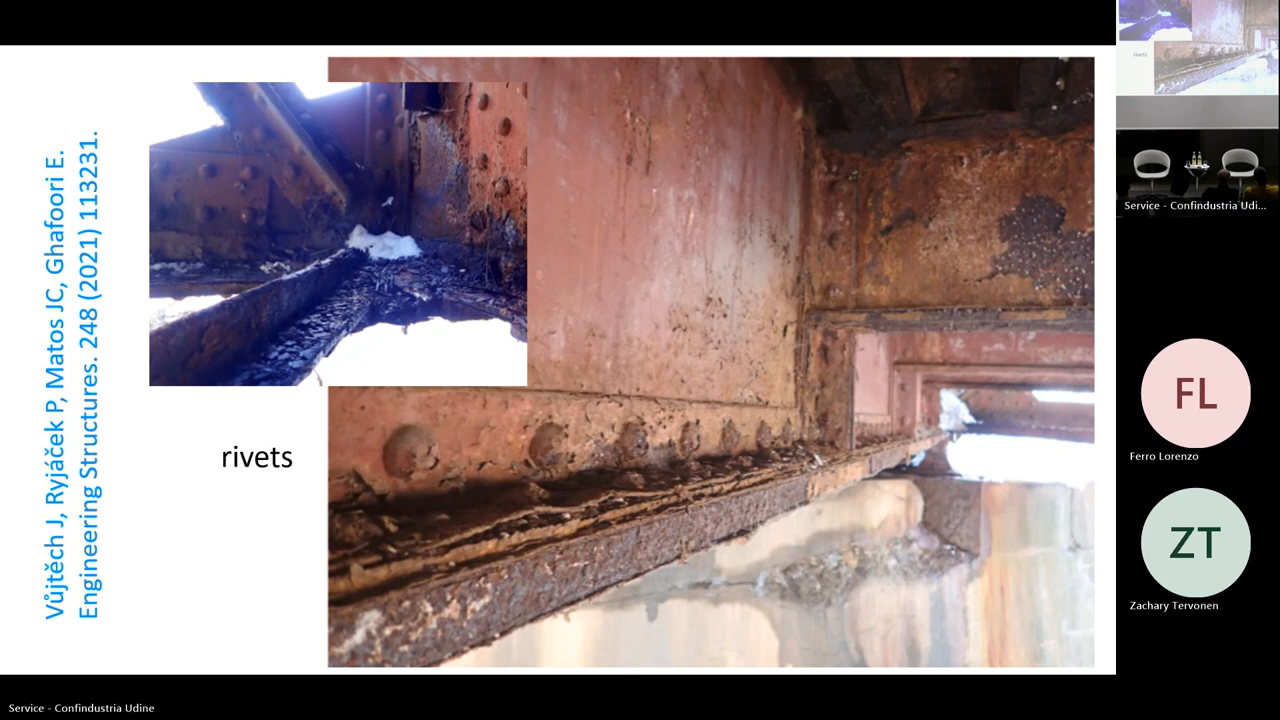 Vůjtěch J, Ryjáček P, Matos JC, Ghafoori E.
Engineering Structures. 248 (2021) 113231.
rivets
rivets
Service - Confindustria Udi...
FL
Ferro Lorenzo
ZT
Zachary Tervonen
Service - Confindustria Udine